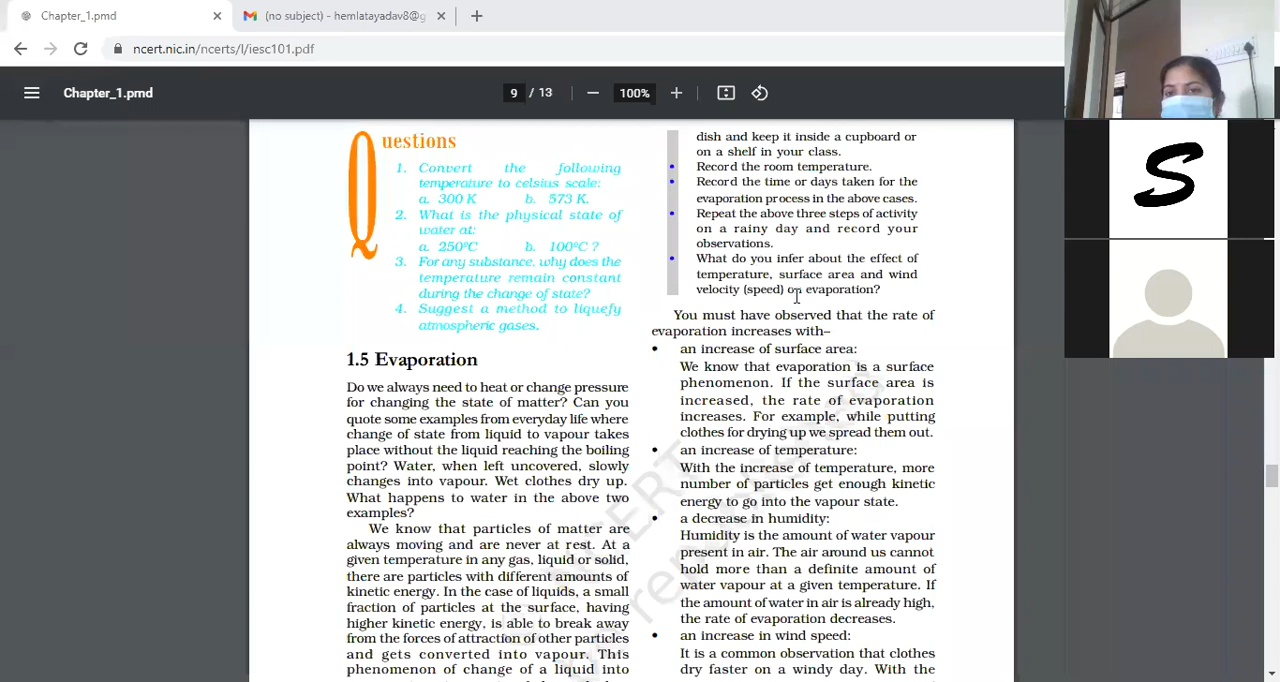 Chapter_1.pmd
(no subject) - hemlatayadav8@g
ncert.nic.in/ncerts/l/iesc101.pdf
Chapter_1.pmd
9 / 13
100%
Questions
1. Convert the following
temperature to celsius scale:
a. 300 K b. 573 K.
2. What is the physical state of
water at:
a. 250ºC b. 100ºC ?
3. For any substance, why does the
temperature remain constant
during the change of state?
4. Suggest a method to liquefy
atmospheric gases.
1.5 Evaporation
Do we always need to heat or change pressure
for changing the state of matter? Can you
quote some examples from everyday life where
change of state from liquid to vapour takes
place without the liquid reaching the boiling
point? Water, when left uncovered, slowly
changes into vapour. Wet clothes dry up.
What happens to water in the above two
examples?
We know that particles of matter are
always moving and are never at rest. At a
given temperature in any gas, liquid or solid,
there are particles with different amounts of
kinetic energy. In the case of liquids, a small
fraction of particles at the surface, having
higher kinetic energy, is able to break away
from the forces of attraction of other particles
and gets converted into vapour. This
phenomenon of change of a liquid into
dish and keep it inside a cupboard or
on a shelf in your class.
• Record the room temperature.
• Record the time or days taken for the
evaporation process in the above cases.
• Repeat the above three steps of activity
on a rainy day and record your
observations.
• What do you infer about the effect of
temperature, surface area and wind
velocity (speed) on evaporation?
You must have observed that the rate of
evaporation increases with–
• an increase of surface area:
We know that evaporation is a surface
phenomenon. If the surface area is
increased, the rate of evaporation
increases. For example, while putting
clothes for drying up we spread them out.
• an increase of temperature:
With the increase of temperature, more
number of particles get enough kinetic
energy to go into the vapour state.
• a decrease in humidity:
Humidity is the amount of water vapour
present in air. The air around us cannot
hold more than a definite amount of
water vapour at a given temperature. If
the amount of water in air is already high,
the rate of evaporation decreases.
• an increase in wind speed:
It is a common observation that clothes
dry faster on a windy day. With the
S